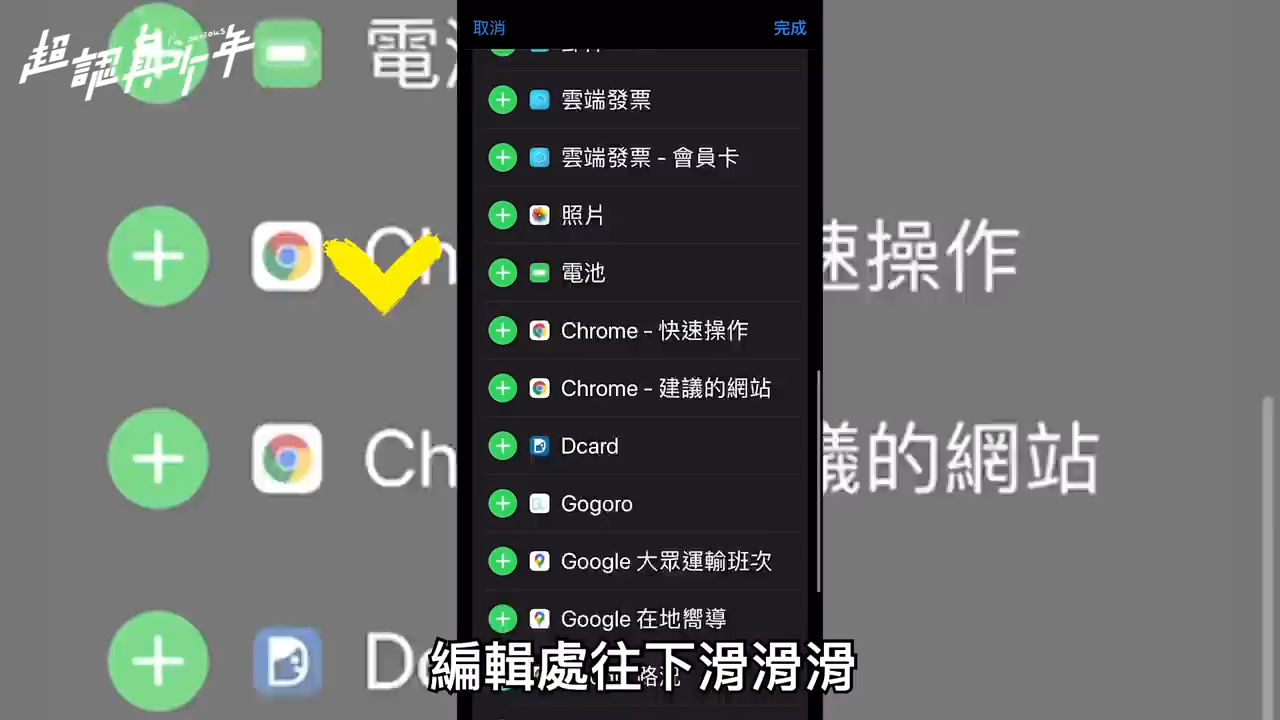 超認真少年
serious
取消
完成
雲端發票
雲端發票 - 會員卡
照片
電池
Chrome - 快速操作
Chrome - 建議的網站
Dcard
Gogoro
Google 大眾運輸班次
Google 在地嚮導
編輯處往下滑滑滑
電
Ch
速操作
Ch
議的網站